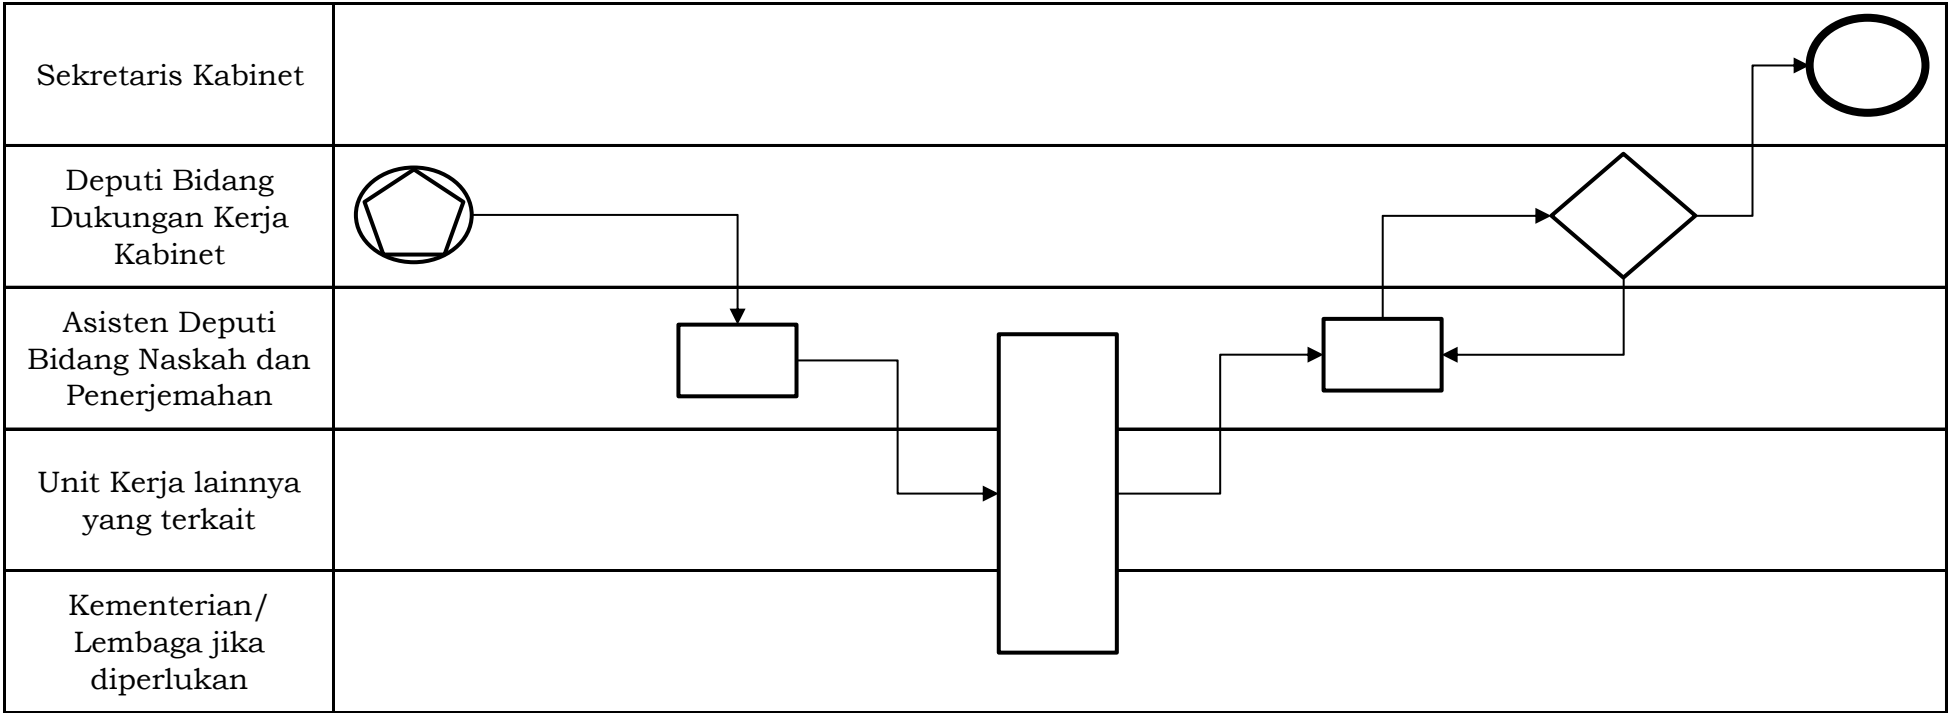 Sekretaris Kabinet
Deputi Bidang
Dukungan Kerja
Kabinet
Asisten Deputi
Bidang Naskah dan
Penerjemahan
Unit Kerja lainnya
yang terkait
Kementerian/
Lembaga jika
diperlukan